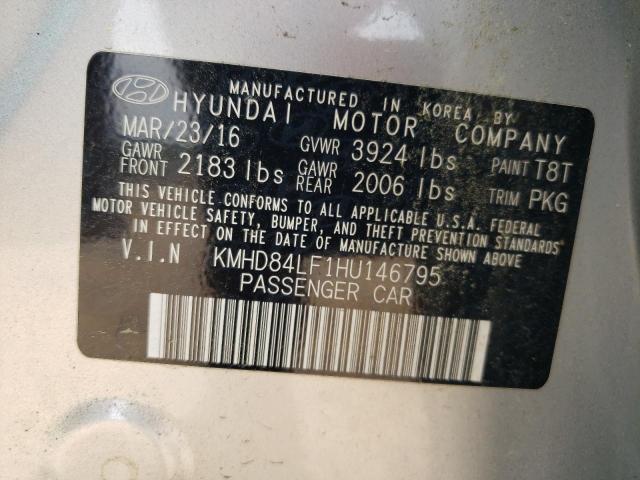 MANUFACTURED IN KOREA BY
HYUNDAI MOTOR COMPANY
MAR/23/16 GVWR 3924 lbs PAINT T8T
GAWR FRONT 2183 lbs GAWR REAR 2006 lbs TRIM PKG
THIS VEHICLE CONFORMS TO ALL APPLICABLE U.S.A. FEDERAL
MOTOR VEHICLE SAFETY, BUMPER, AND THEFT PREVENTION STANDARDS
IN EFFECT ON THE DATE OF MANUFACTURE SHOWN ABOVE.
V.I.N KMHD84LF1HU146795
PASSENGER CAR